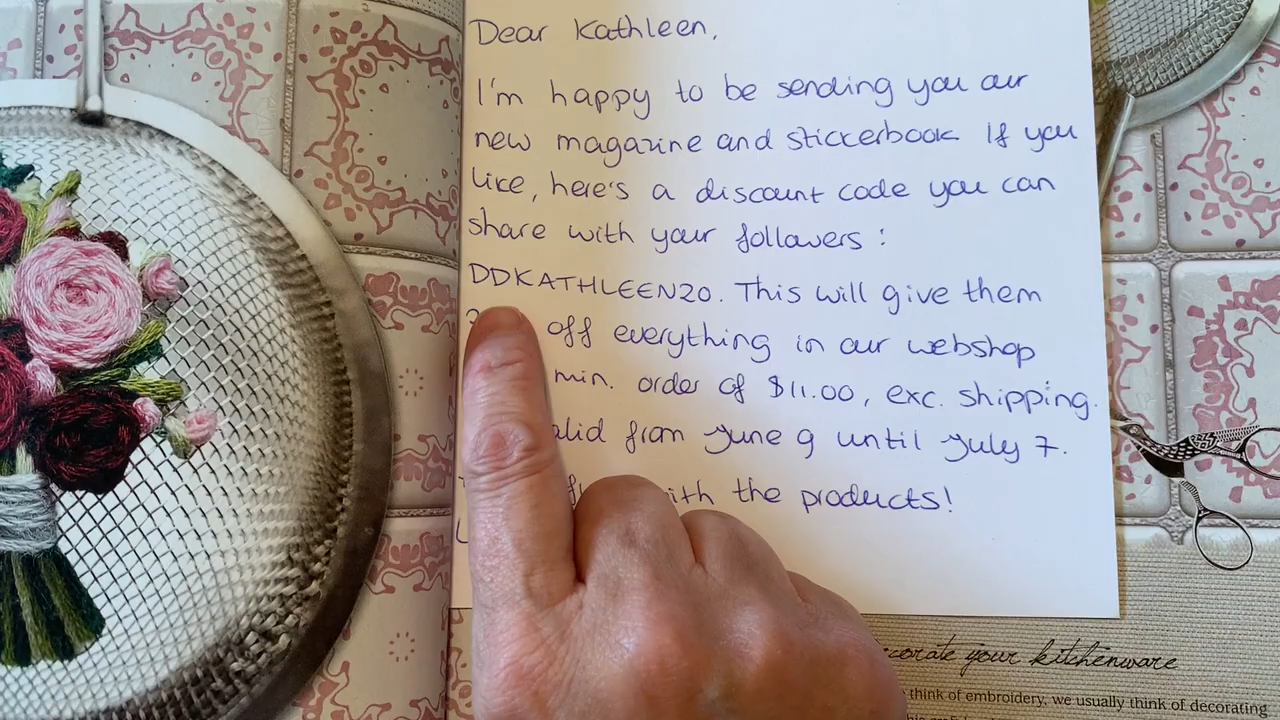 Dear Kathleen,
I'm happy to be sending you our
new magazine and stickerbook If you
like, here's a discount code you can
share with your followers :
DDKATHLEEN20. This will give them
off everything in our webshop
min. order of $11.00, exc. shipping.
from June 9 until July 7.
the products!
your kitchenware
think of embroidery, we usually think of decorating